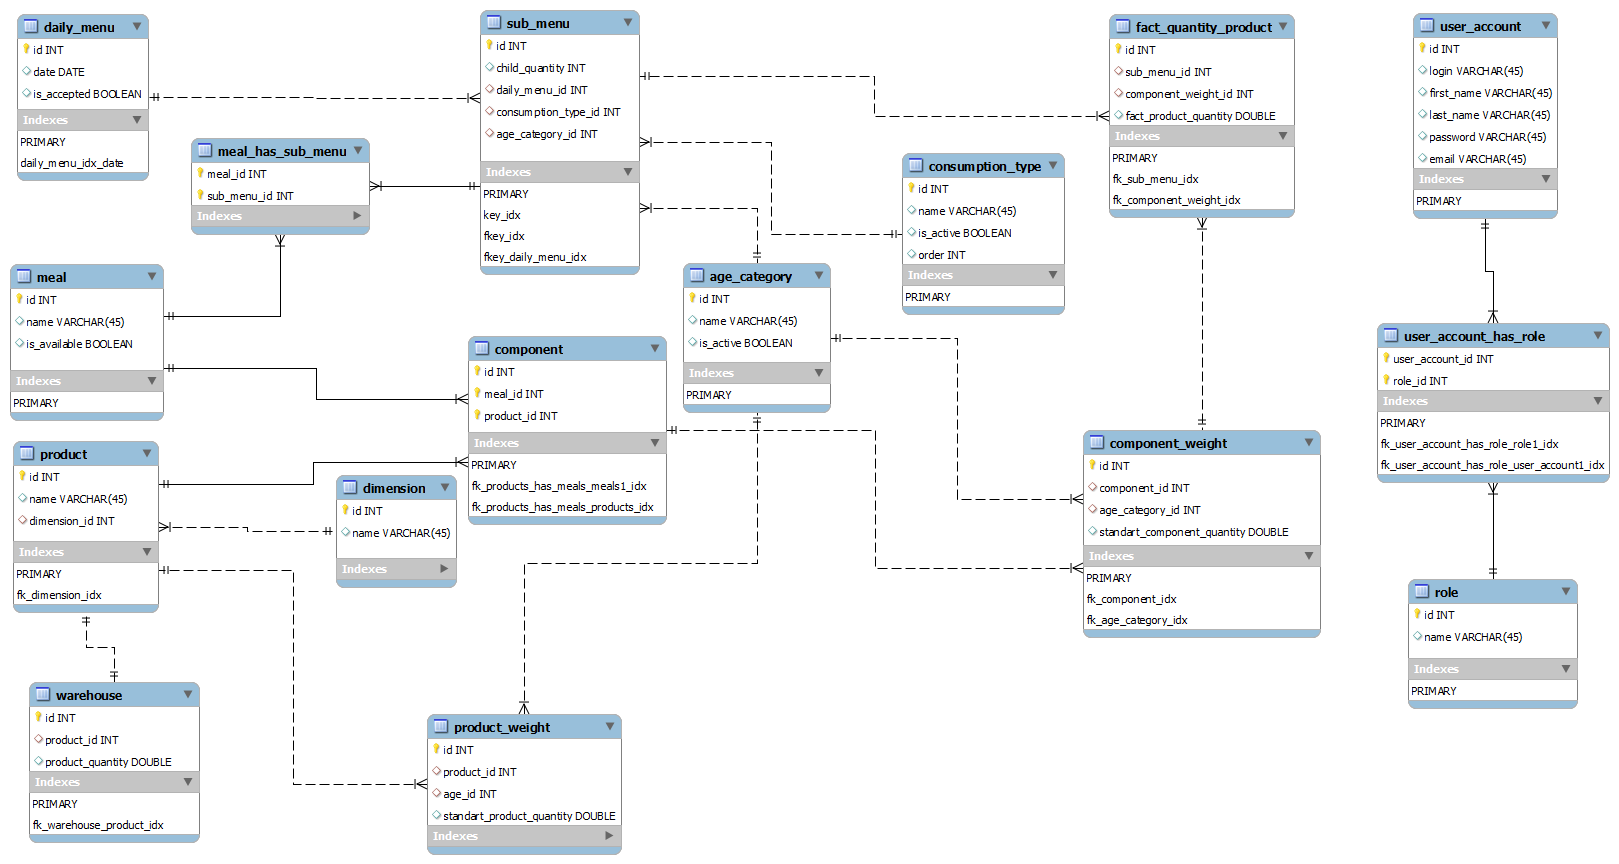 daily_menu
id INT
date DATE
is_accepted BOOLEAN
Indexes
PRIMARY
daily_menu_idx_date
sub_menu
id INT
child_quantity INT
daily_menu_id INT
consumption_type_id INT
age_category_id INT
Indexes
PRIMARY
key_idx
fkey_idx
fkey_daily_menu_idx
fact_quantity_product
id INT
sub_menu_id INT
component_weight_id INT
fact_product_quantity DOUBLE
Indexes
PRIMARY
fk_sub_menu_idx
fk_component_weight_idx
user_account
id INT
login VARCHAR(45)
first_name VARCHAR(45)
last_name VARCHAR(45)
password VARCHAR(45)
email VARCHAR(45)
Indexes
PRIMARY
meal_has_sub_menu
meal_id INT
sub_menu_id INT
Indexes
consumption_type
id INT
name VARCHAR(45)
is_active BOOLEAN
order INT
Indexes
PRIMARY
meal
id INT
name VARCHAR(45)
is_available BOOLEAN
Indexes
PRIMARY
age_category
id INT
name VARCHAR(45)
is_active BOOLEAN
Indexes
PRIMARY
component
id INT
meal_id INT
product_id INT
Indexes
PRIMARY
fk_products_has_meals_meals1_idx
fk_products_has_meals_products_idx
user_account_has_role
user_account_id INT
role_id INT
Indexes
PRIMARY
fk_user_account_has_role_role1_idx
fk_user_account_has_role_user_account1_idx
product
id INT
name VARCHAR(45)
dimension_id INT
Indexes
PRIMARY
fk_dimension_idx
dimension
id INT
name VARCHAR(45)
Indexes
component_weight
id INT
component_id INT
age_category_id INT
standart_component_quantity DOUBLE
Indexes
PRIMARY
fk_component_idx
fk_age_category_idx
role
id INT
name VARCHAR(45)
Indexes
PRIMARY
warehouse
id INT
product_id INT
product_quantity DOUBLE
Indexes
PRIMARY
fk_warehouse_product_idx
product_weight
id INT
product_id INT
age_id INT
standart_product_quantity DOUBLE
Indexes